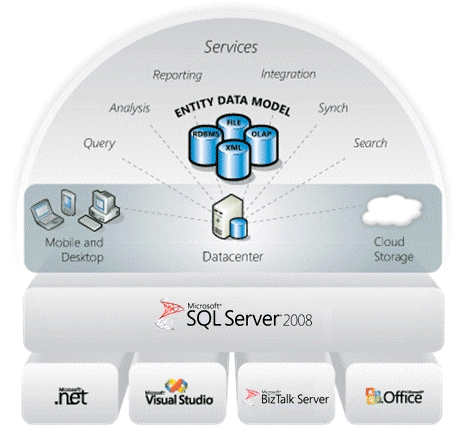 Services
Reporting
Integration
Analysis
Synch
ENTITY DATA MODEL
FILE
RDBMS
OLAP
XML
Query
Search
Mobile and
Desktop
Datacenter
Cloud
Storage
Microsoft
SQL Server 2008
Microsoft
.net
Microsoft
Visual Studio
Microsoft
BizTalk Server
Microsoft
Office